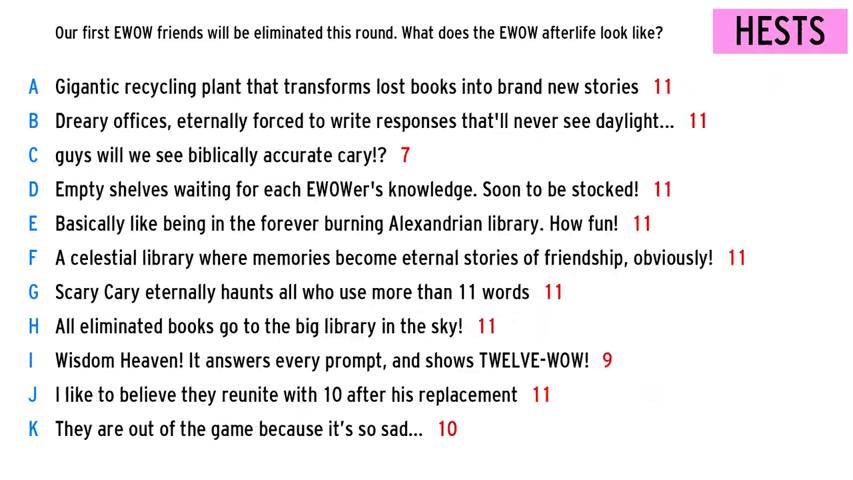 Our first EWOW friends will be eliminated this round. What does the EWOW afterlife look like?
HESTS
A Gigantic recycling plant that transforms lost books into brand new stories 11
B Dreary offices, eternally forced to write responses that'll never see daylight... 11
C guys will we see biblically accurate cary!? 7
D Empty shelves waiting for each EWOWer's knowledge. Soon to be stocked! 11
E Basically like being in the forever burning Alexandrian library. How fun! 11
F A celestial library where memories become eternal stories of friendship, obviously! 11
G Scary Cary eternally haunts all who use more than 11 words 11
H All eliminated books go to the big library in the sky! 11
I Wisdom Heaven! It answers every prompt, and shows TWELVE-WOW! 9
J I like to believe they reunite with 10 after his replacement 11
K They are out of the game because it’s so sad... 10